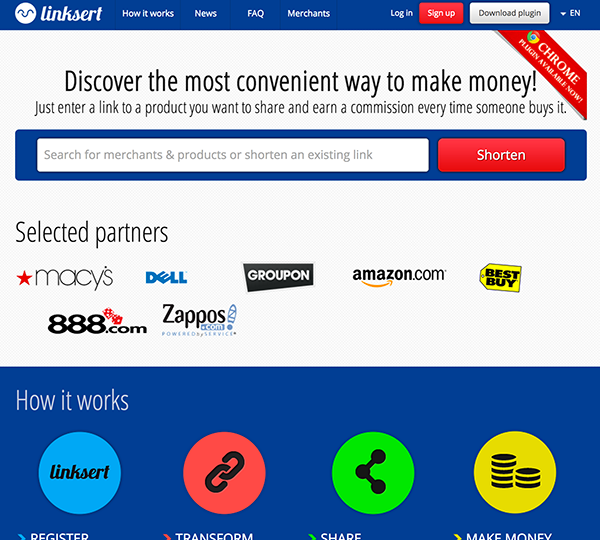 linksert
How it works
News
FAQ
Merchants
Log in
Sign up
Download plugin
EN
CHROME
PLUGIN AVAILABLE NOW!
Discover the most convenient way to make money!
Just enter a link to a product you want to share and earn a commission every time someone buys it.
Search for merchants & products or shorten an existing link
Shorten
Selected partners
macy's
DELL
GROUPON
amazon.com
BEST
BUY
888.com
Zappos
.com
POWERED by SERVICE
How it works
linksert
REGISTER
TRANSFORM
SHARE
MAKE MONEY